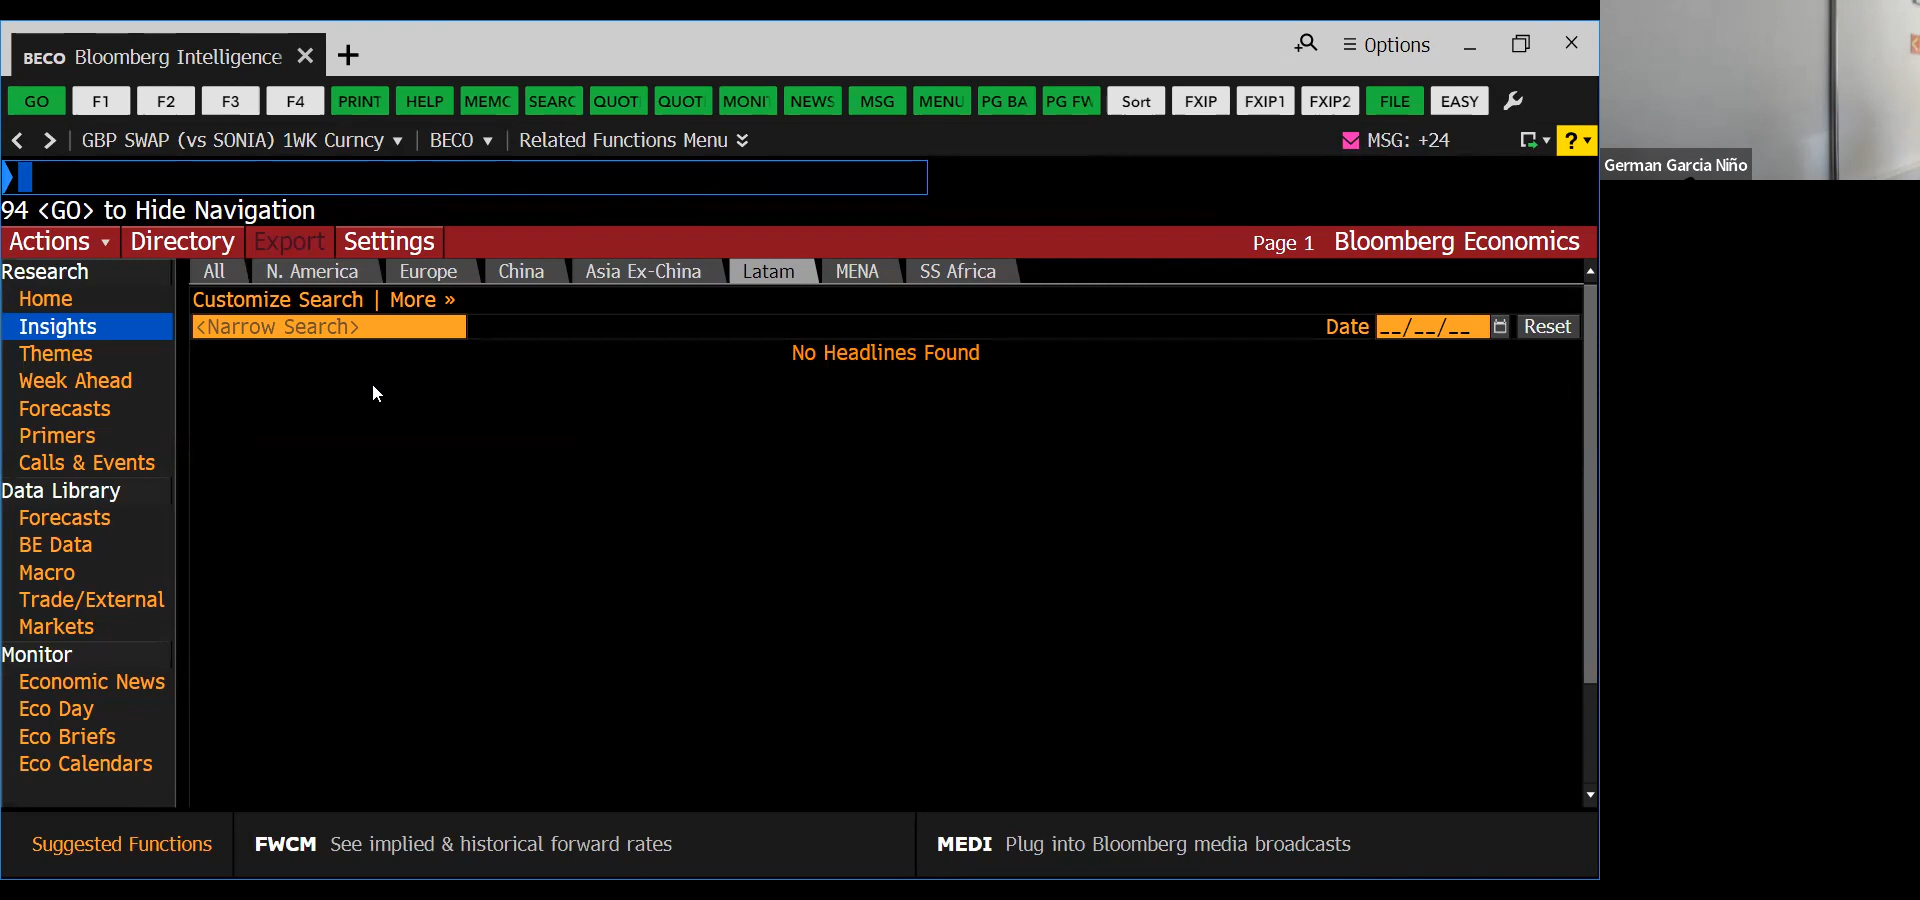 BECO Bloomberg Intelligence
Options
GO F1 F2 F3 F4 PRINT HELP MEMC SEARC QUOT QUOT MONI NEWS MSG MENU PG BA PG FW Sort FXIP FXIP1 FXIP2 FILE EASY
GBP SWAP (vs SONIA) 1WK Curncy BECO Related Functions Menu MSG: +24 ?
German Garcia Niño
94 <GO> to Hide Navigation
Actions Directory Export Settings Page 1 Bloomberg Economics
Research
Home
Insights
Themes
Week Ahead
Forecasts
Primers
Calls & Events
Data Library
Forecasts
BE Data
Macro
Trade/External
Markets
Monitor
Economic News
Eco Day
Eco Briefs
Eco Calendars
All N. America Europe China Asia Ex-China Latam MENA SS Africa
Customize Search | More »
<Narrow Search> Date __/__/__ Reset
No Headlines Found
Suggested Functions FWCM See implied & historical forward rates MEDI Plug into Bloomberg media broadcasts